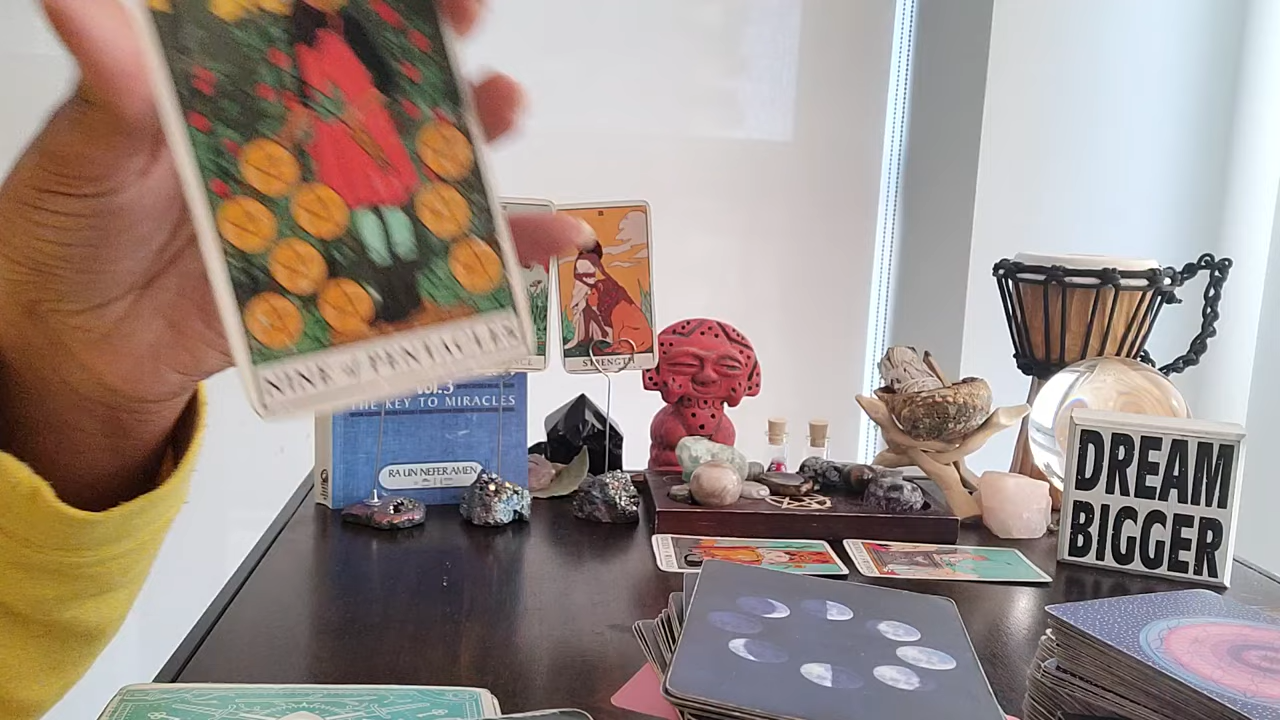 NINE of PENTACLES
STRENGTH
VOL.3
THE KEY TO MIRACLES
RA UN NEFER AMEN
DREAM
BIGGER